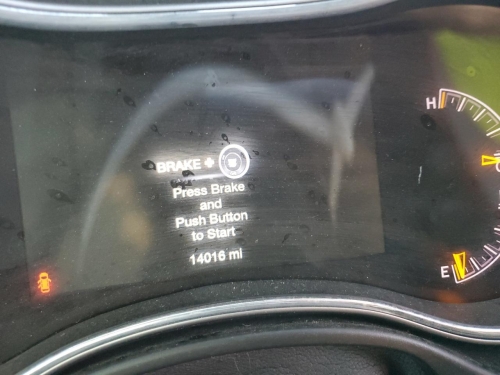 H
BRAKE +
Press Brake
and
Push Button
to Start
14016 mi
E